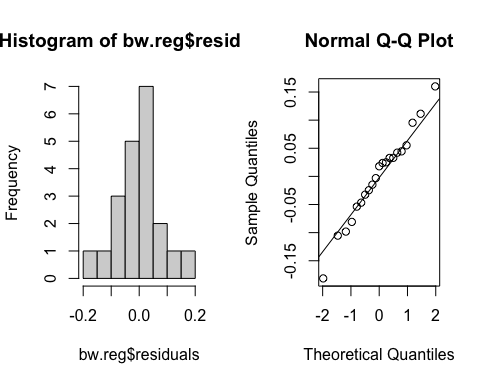 Histogram of bw.reg$resid
Frequency
0 1 2 3 4 5 6 7
-0.2 0.0 0.2
bw.reg$residuals
Normal Q-Q Plot
Sample Quantiles
-0.15 -0.05 0.05 0.15
-2 -1 0 1 2
Theoretical Quantiles